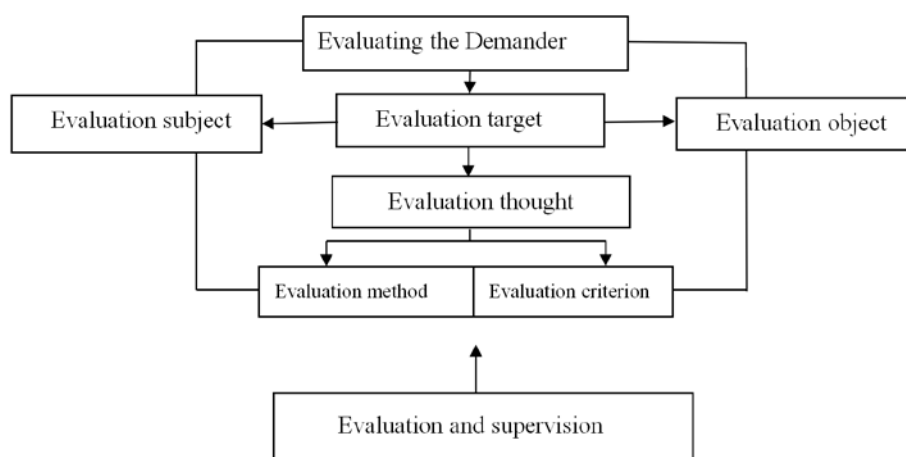 Evaluating the Demander
Evaluation subject
Evaluation target
Evaluation object
Evaluation thought
Evaluation method
Evaluation criterion
Evaluation and supervision